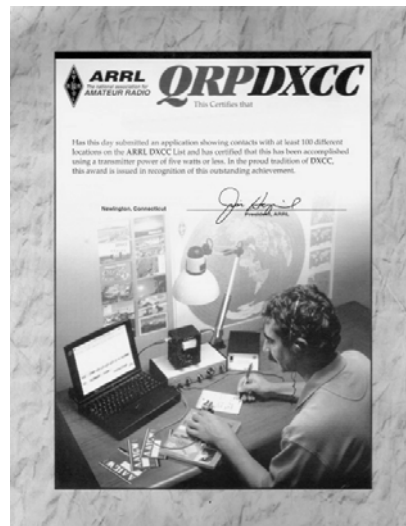 ARRL
The national association for
AMATEUR RADIO
QRPDXCC
This Certifies that
Has this day submitted an application showing contacts with at least 100 different
locations on the ARRL DXCC List and has certified that this has been accomplished
using a transmitter power of five watts or less. In the proud tradition of DXCC,
this award is issued in recognition of this outstanding achievement.
Newington, Connecticut
President, ARRL